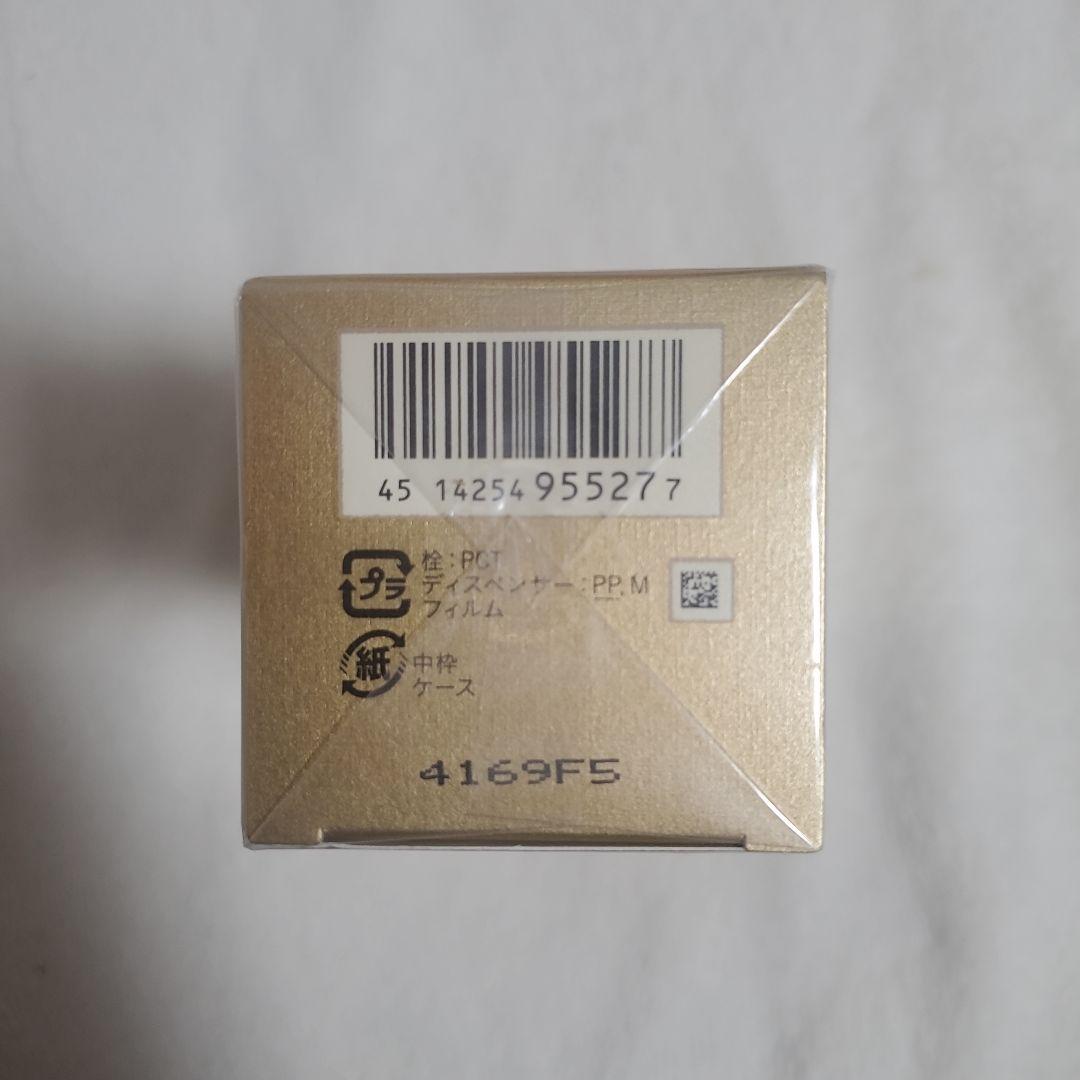 45 14254 95527 7
プラ
栓：PCT
ディスペンサー：PP, M
フィルム
紙
中枠
ケース
4169F5